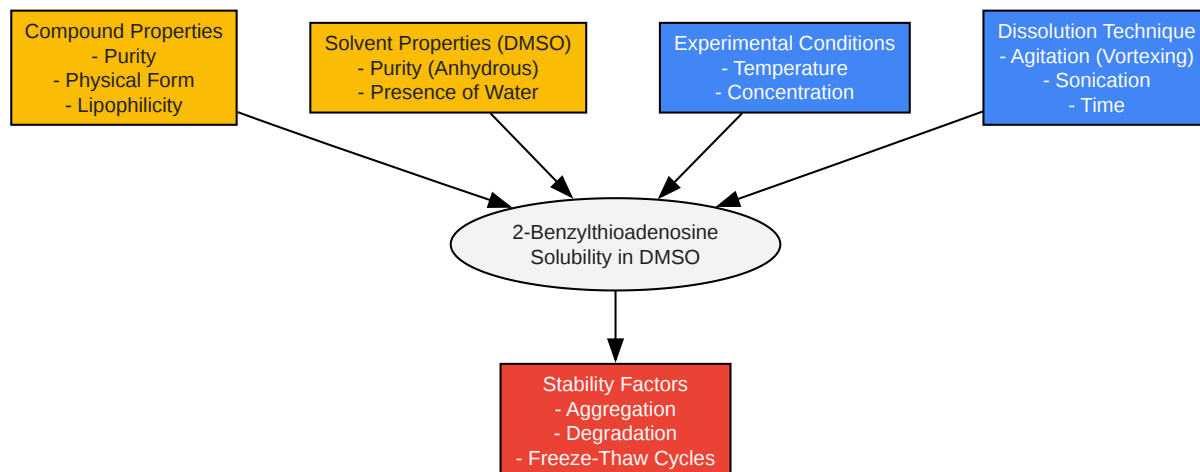 Compound Properties
- Purity
- Physical Form
- Lipophilicity
Solvent Properties (DMSO)
- Purity (Anhydrous)
- Presence of Water
Experimental Conditions
- Temperature
- Concentration
Dissolution Technique
- Agitation (Vortexing)
- Sonication
- Time
2-Benzylthioadenosine
Solubility in DMSO
Stability Factors
- Aggregation
- Degradation
- Freeze-Thaw Cycles